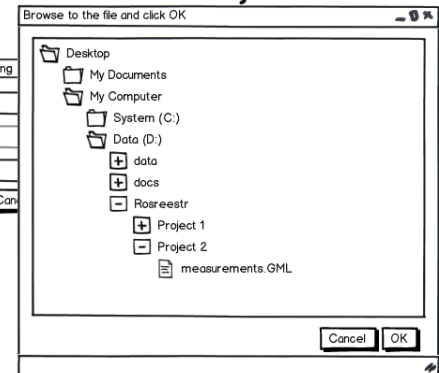 Browse to the file and click OK
Desktop
My Documents
My Computer
System (C:)
Data (D:)
data
docs
Rosreestr
Project 1
Project 2
measurements.GML
Cancel OK